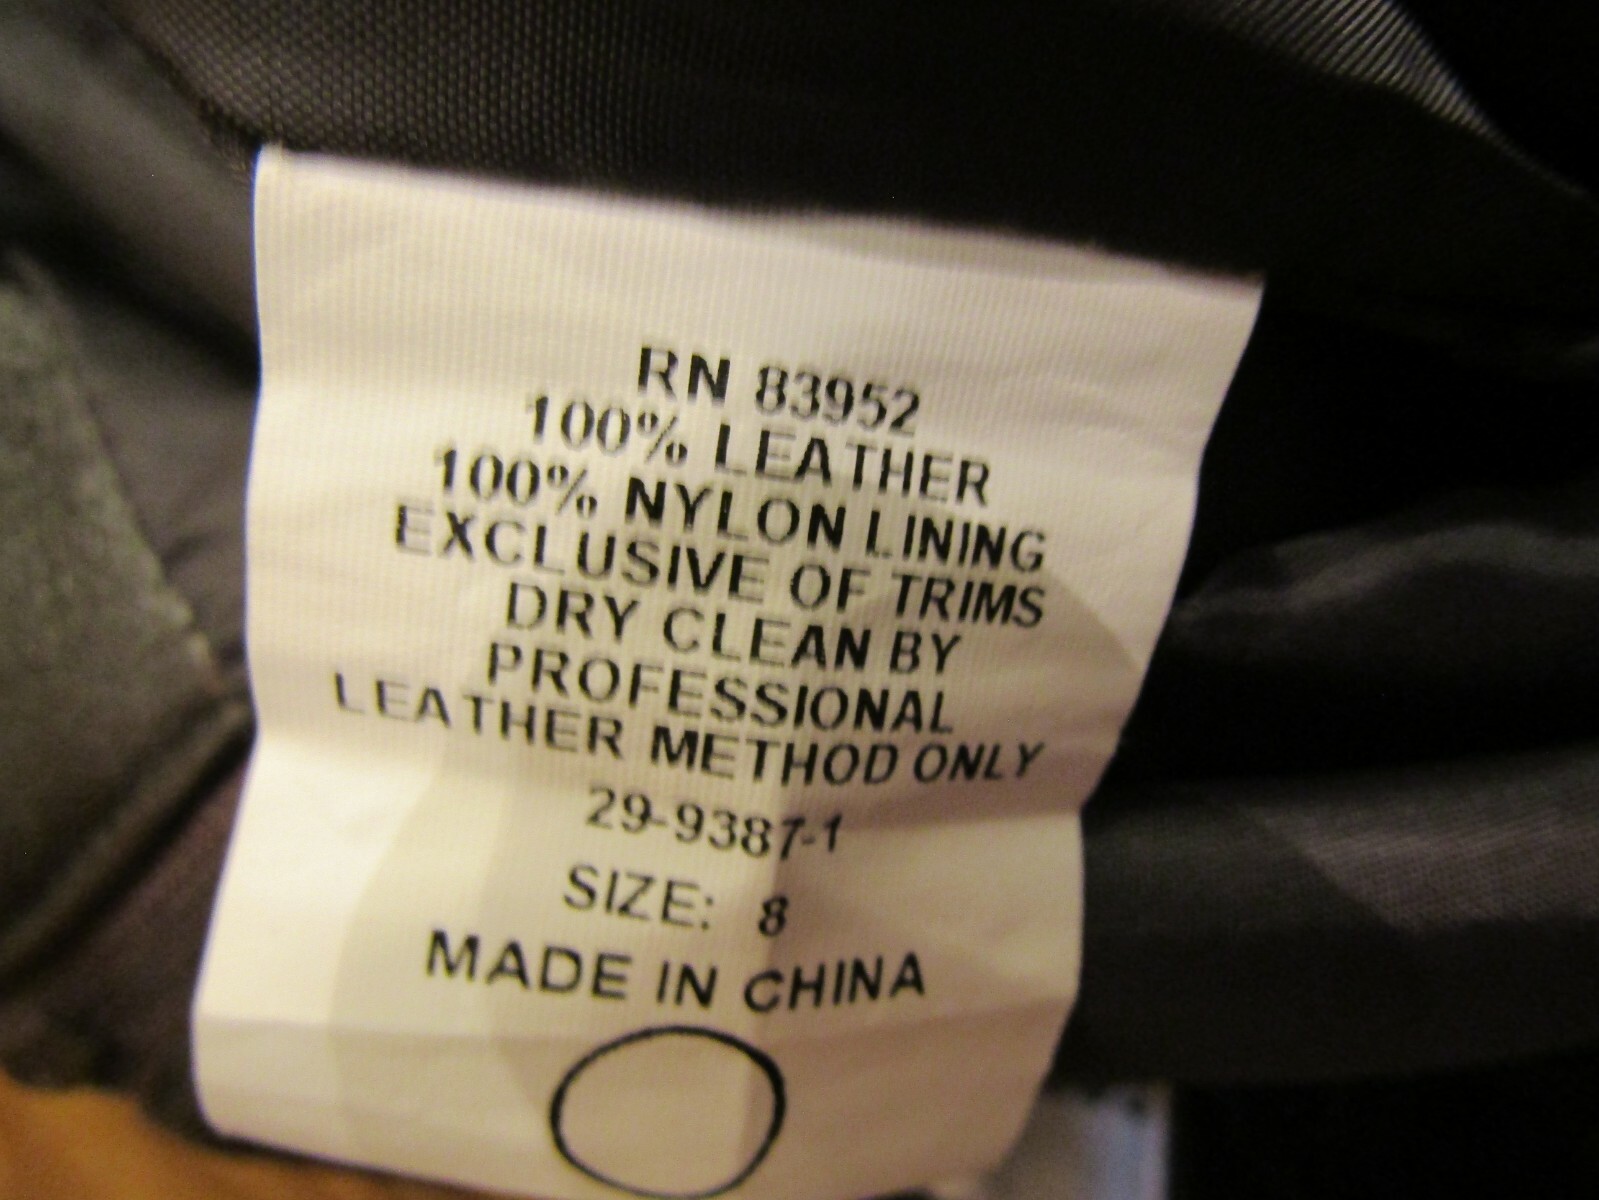 RN 83952
100% LEATHER
100% NYLON LINING
EXCLUSIVE OF TRIMS
DRY CLEAN BY
PROFESSIONAL
LEATHER METHOD ONLY
29-9387-1
SIZE: 8
MADE IN CHINA